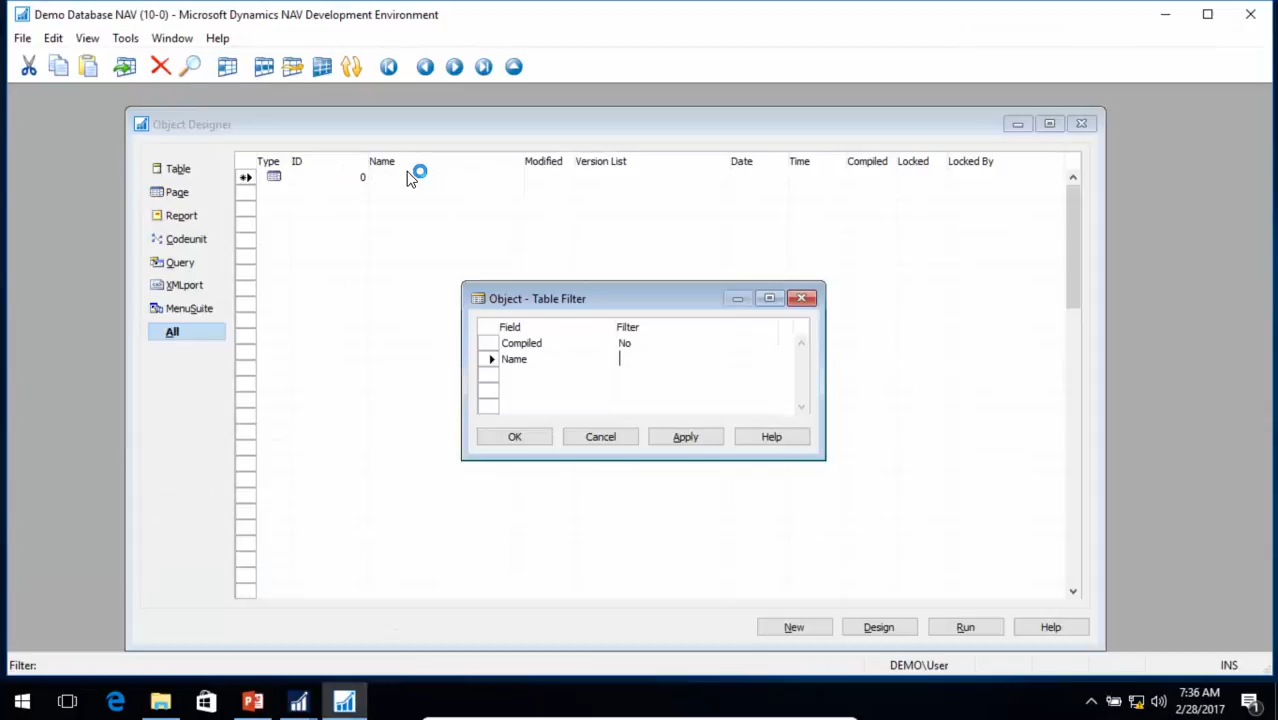 Demo Database NAV (10-0) - Microsoft Dynamics NAV Development Environment
File Edit View Tools Window Help
Object Designer
Type ID Name Modified Version List Date Time Compiled Locked Locked By
0
Table
Page
Report
Codeunit
Query
XMLport
MenuSuite
All
Object - Table Filter
Field Filter
Compiled No
Name
OK Cancel Apply Help
New Design Run Help
Filter: DEMO\User INS
7:36 AM
2/28/2017
1